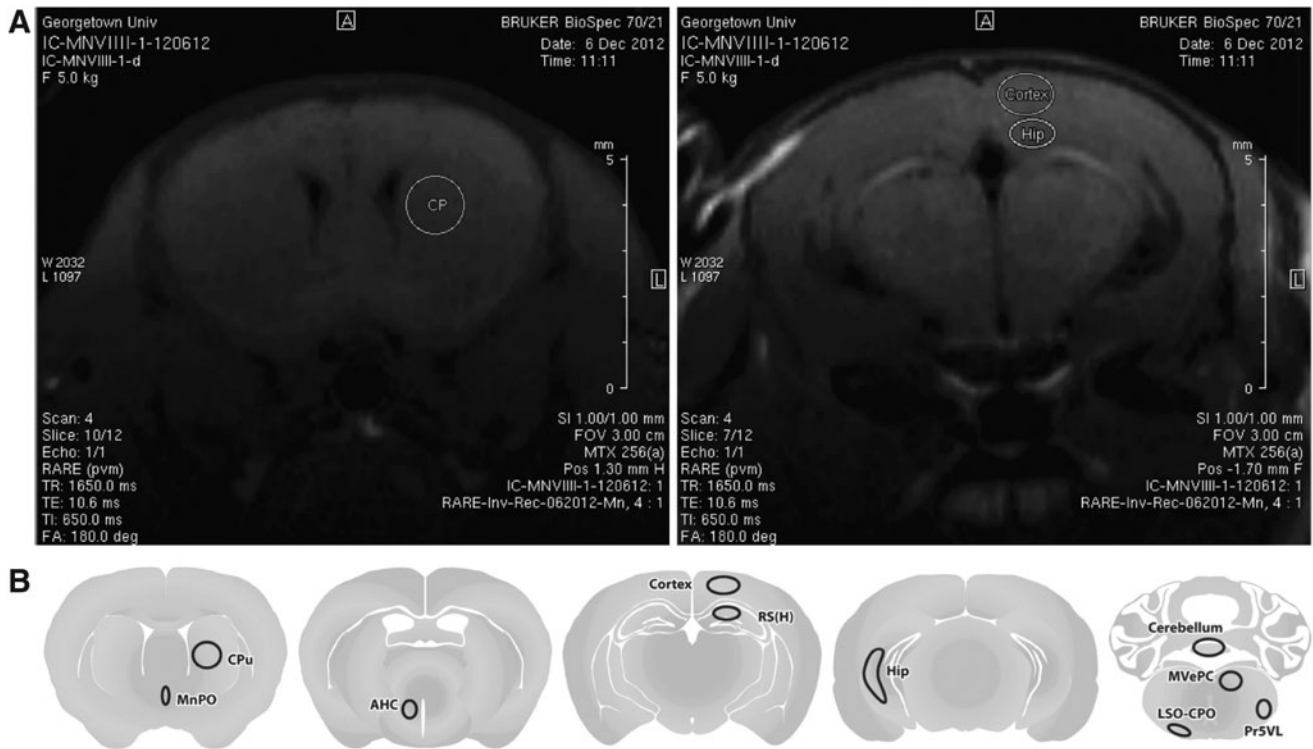 A
Georgetown Univ
IC-MNVIIII-1-120612
IC-MNVIII-1-d
F 5.0 kg
A
BRUKER BioSpec 70/21
Date: 6 Dec 2012
Time: 11:11
CP
mm
5
0
W 2032
L 1097
L
Scan: 4
Slice: 10/12
Echo: 1/1
RARE (pvm)
TR: 1650.0 ms
TE: 10.6 ms
TI: 650.0 ms
FA: 180.0 deg
SI 1.00/1.00 mm
FOV 3.00 cm
MTX 256(a)
Pos 1.30 mm H
IC-MNVIIII-1-120612: 1
RARE-Inv-Rec-062012-Mn, 4 : 1
Georgetown Univ
IC-MNVIIII-1-120612
IC-MNVIII-1-d
F 5.0 kg
A
BRUKER BioSpec 70/21
Date: 6 Dec 2012
Time: 11:11
Cortex
Hip
mm
5
0
W 2032
L 1097
L
Scan: 4
Slice: 7/12
Echo: 1/1
RARE (pvm)
TR: 1650.0 ms
TE: 10.6 ms
TI: 650.0 ms
FA: 180.0 deg
SI 1.00/1.00 mm
FOV 3.00 cm
MTX 256(a)
Pos -1.70 mm F
IC-MNVIIII-1-120612: 1
RARE-Inv-Rec-062012-Mn, 4 : 1
B
CPu
MnPO
AHC
Cortex
RS(H)
Hip
Cerebellum
MVePC
LSO-CPO
Pr5VL